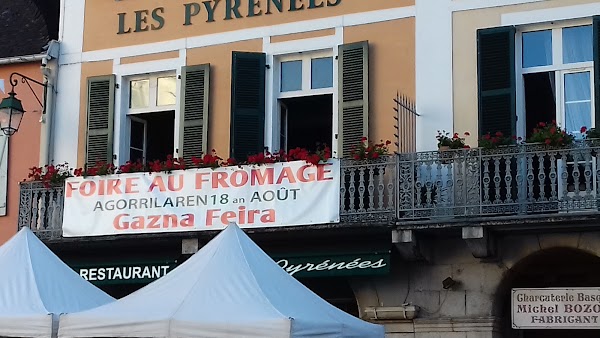 LES PYRENEES
FOIRE AU FROMAGE
AGORRILAREN 18 an AOÛT
Gazna Feira
RESTAURANT
Pyrénées
Charcuterie Basque
Michel BOZO
FABRICANT